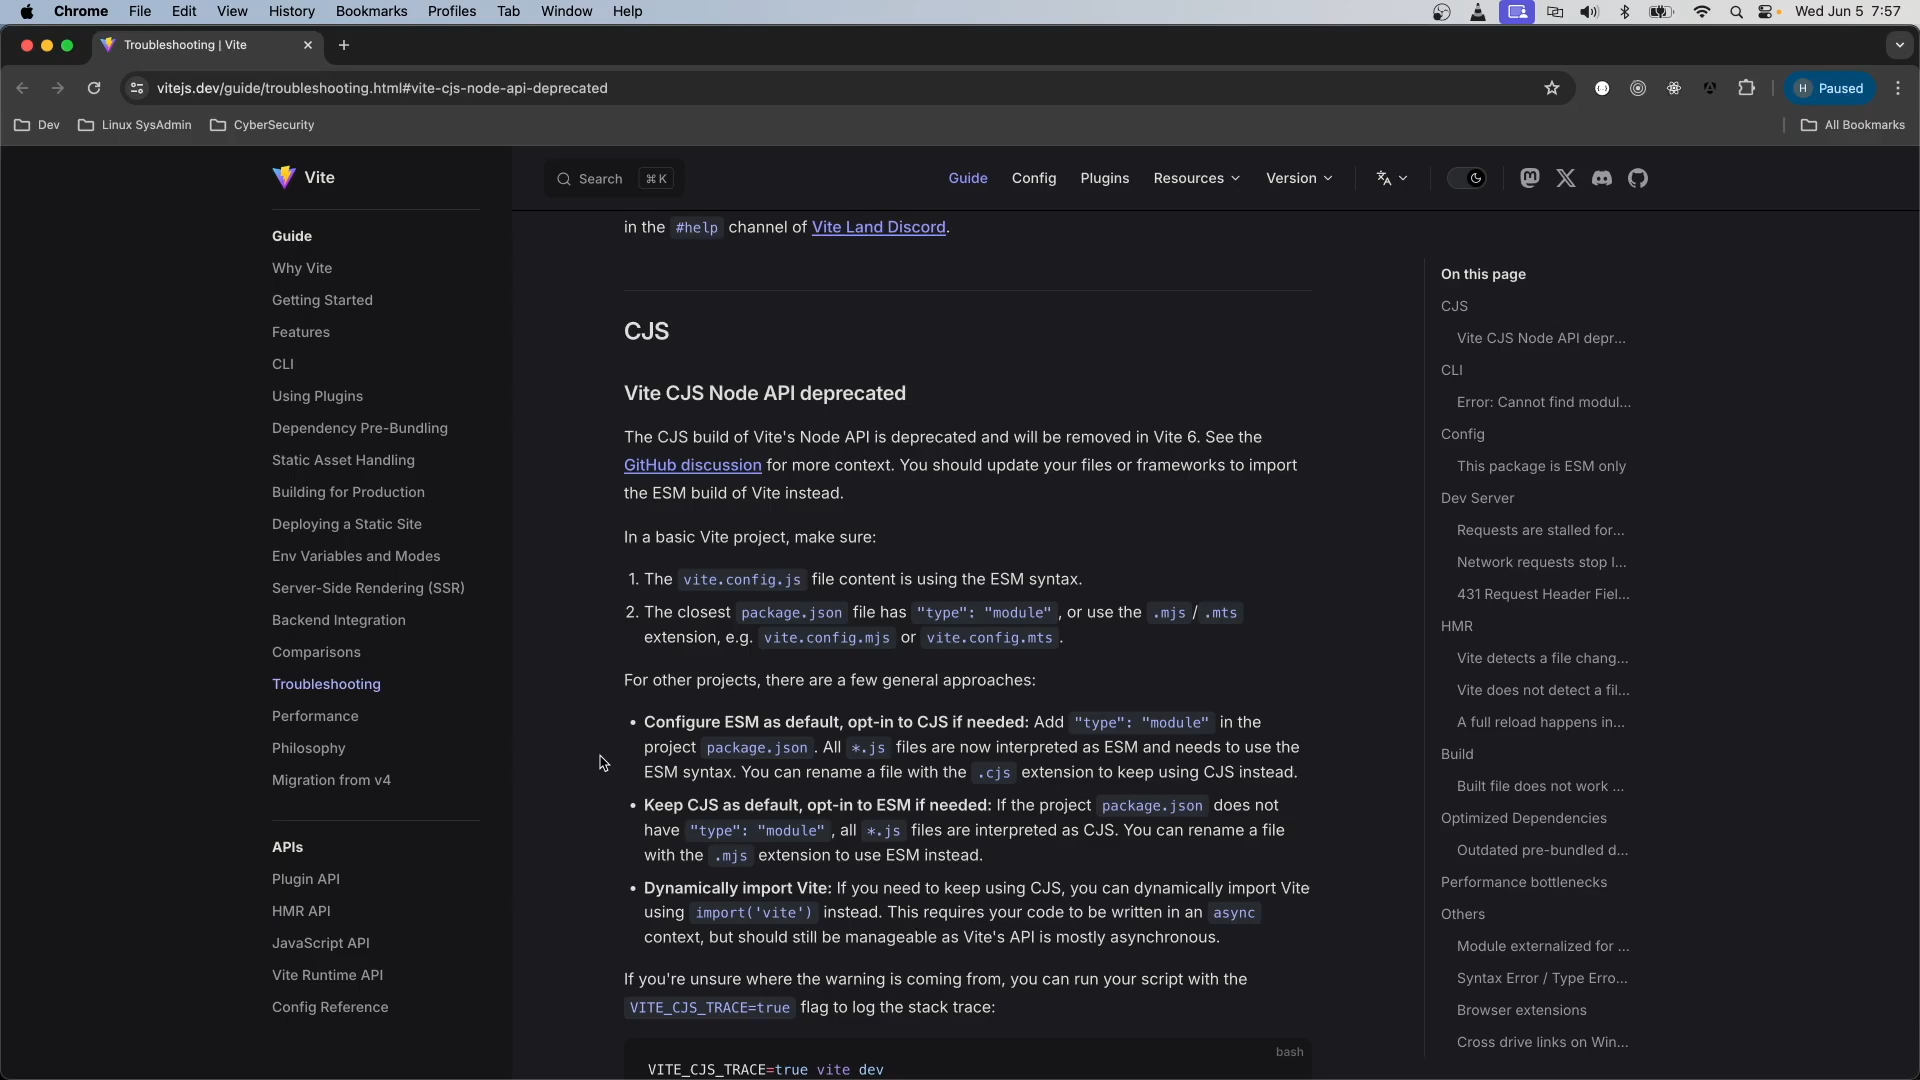 Chrome File Edit View History Bookmarks Profiles Tab Window Help
Wed Jun 5 7:57
Troubleshooting | Vite
vitejs.dev/guide/troubleshooting.html#vite-cjs-node-api-deprecated
H Paused
Dev Linux SysAdmin CyberSecurity
All Bookmarks
Vite
Search ⌘ K
Guide Config Plugins Resources Version
Guide
Why Vite
Getting Started
Features
CLI
Using Plugins
Dependency Pre-Bundling
Static Asset Handling
Building for Production
Deploying a Static Site
Env Variables and Modes
Server-Side Rendering (SSR)
Backend Integration
Comparisons
Troubleshooting
Performance
Philosophy
Migration from v4
APIs
Plugin API
HMR API
JavaScript API
Vite Runtime API
Config Reference
in the #help channel of Vite Land Discord.
CJS
Vite CJS Node API deprecated
The CJS build of Vite's Node API is deprecated and will be removed in Vite 6. See the
GitHub discussion for more context. You should update your files or frameworks to import
the ESM build of Vite instead.
In a basic Vite project, make sure:
1. The vite.config.js file content is using the ESM syntax.
2. The closest package.json file has "type": "module", or use the .mjs / .mts
extension, e.g. vite.config.mjs or vite.config.mts.
For other projects, there are a few general approaches:
• Configure ESM as default, opt-in to CJS if needed: Add "type": "module" in the
project package.json. All *.js files are now interpreted as ESM and needs to use the
ESM syntax. You can rename a file with the .cjs extension to keep using CJS instead.
• Keep CJS as default, opt-in to ESM if needed: If the project package.json does not
have "type": "module", all *.js files are interpreted as CJS. You can rename a file
with the .mjs extension to use ESM instead.
• Dynamically import Vite: If you need to keep using CJS, you can dynamically import Vite
using import('vite') instead. This requires your code to be written in an async
context, but should still be manageable as Vite's API is mostly asynchronous.
If you're unsure where the warning is coming from, you can run your script with the
VITE_CJS_TRACE=true flag to log the stack trace:
bash
VITE_CJS_TRACE=true vite dev
On this page
CJS
Vite CJS Node API depr...
CLI
Error: Cannot find modul...
Config
This package is ESM only
Dev Server
Requests are stalled for...
Network requests stop l...
431 Request Header Fiel...
HMR
Vite detects a file chang...
Vite does not detect a fil...
A full reload happens in...
Build
Built file does not work ...
Optimized Dependencies
Outdated pre-bundled d...
Performance bottlenecks
Others
Module externalized for ...
Syntax Error / Type Erro...
Browser extensions
Cross drive links on Win...